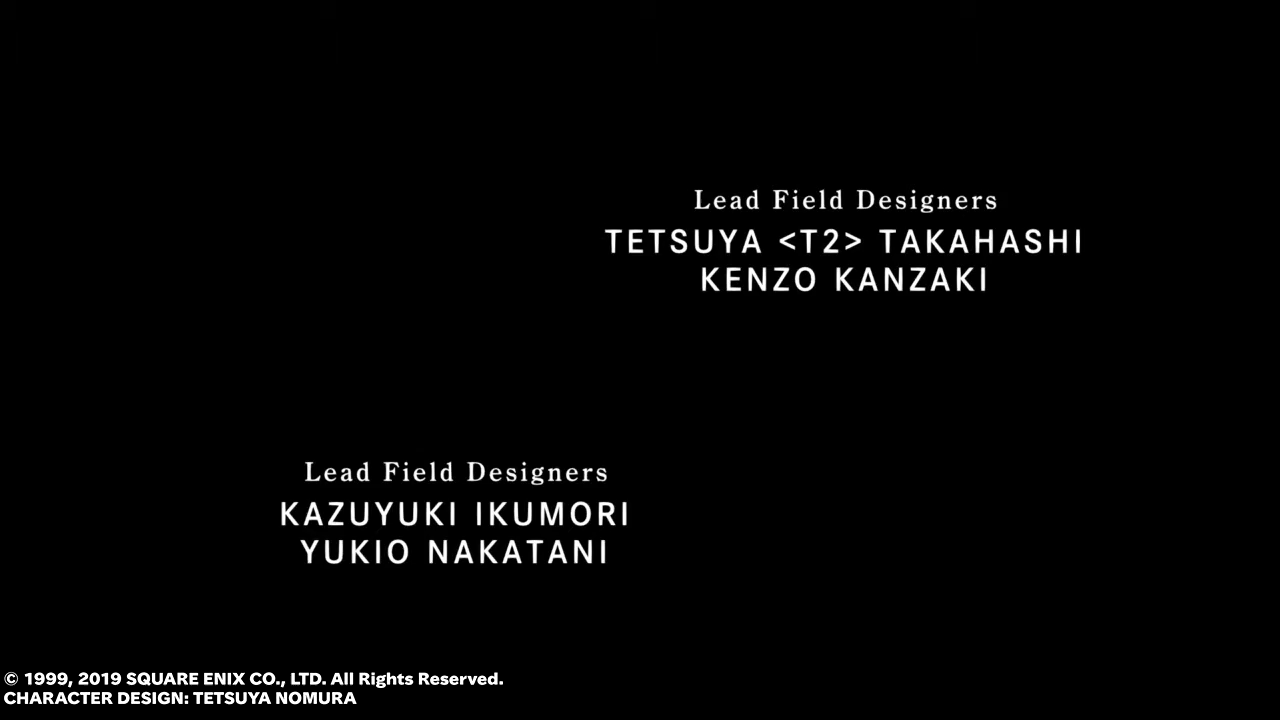 Lead Field Designers
TETSUYA <T2> TAKAHASHI
KENZO KANZAKI
Lead Field Designers
KAZUYUKI IKUMORI
YUKIO NAKATANI
© 1999, 2019 SQUARE ENIX CO., LTD. All Rights Reserved.
CHARACTER DESIGN: TETSUYA NOMURA